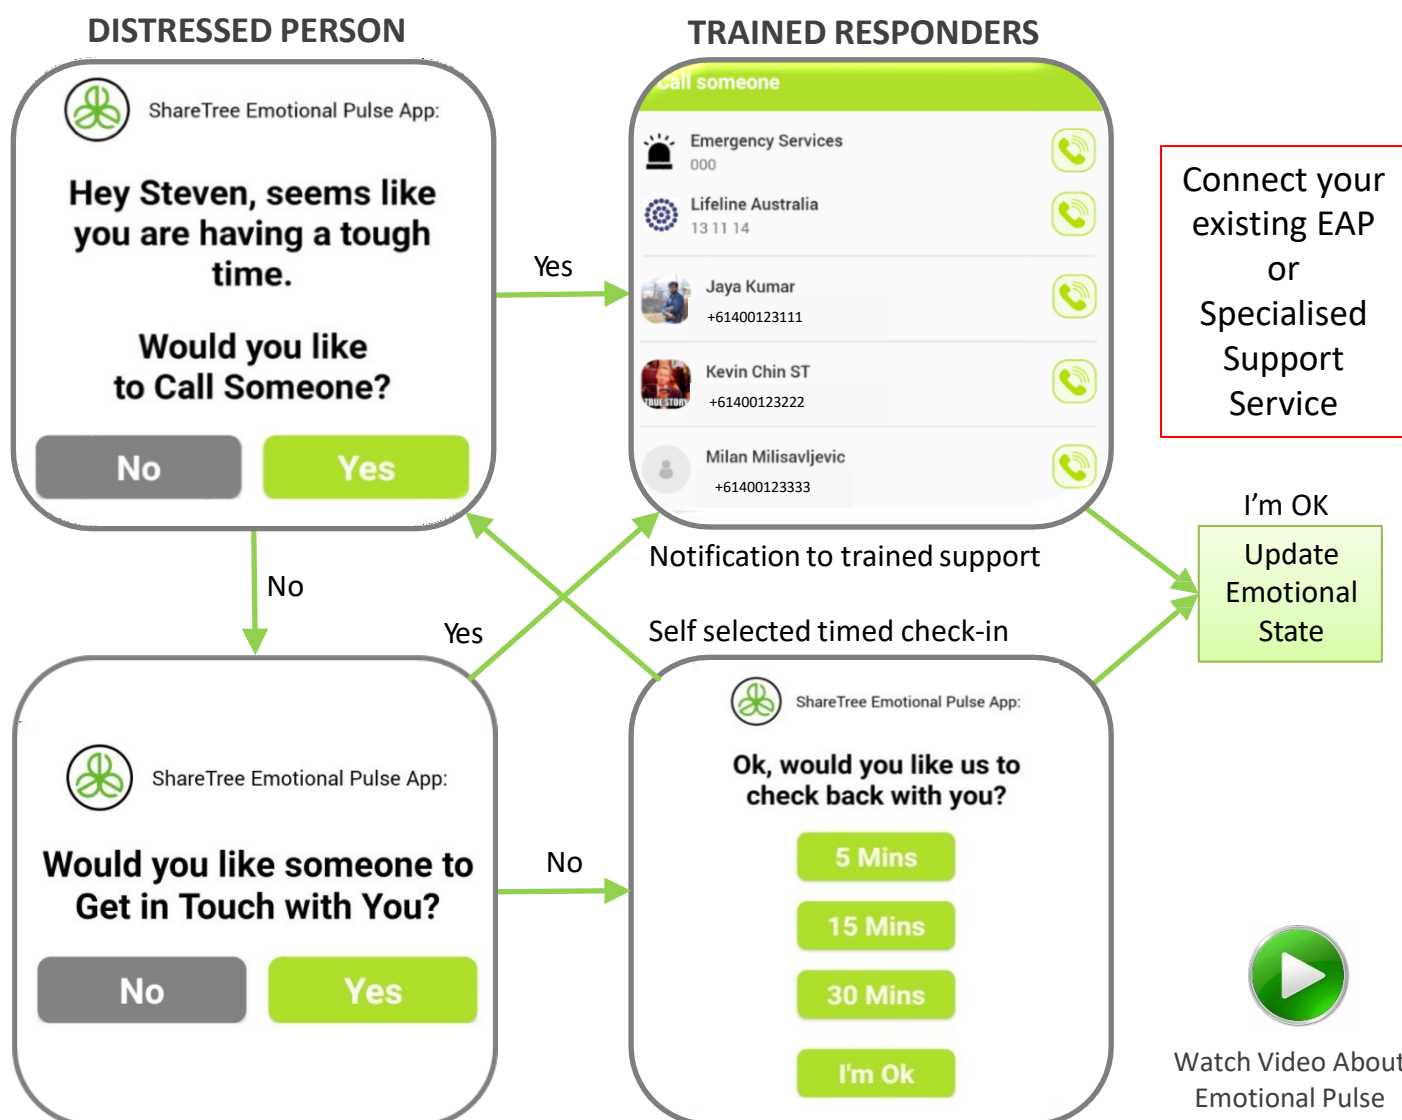 DISTRESSED PERSON
TRAINED RESPONDERS
ShareTree Emotional Pulse App:
Hey Steven, seems like
you are having a tough
time.
Would you like
to Call Someone?
No
Yes
Yes
Call someone
Emergency Services
000
Lifeline Australia
13 11 14
Jaya Kumar
+61400123111
Kevin Chin ST
+61400123222
TRUE STORY
Milan Milisavljevic
+61400123333
Connect your
existing EAP
or
Specialised
Support
Service
I'm OK
Update
Emotional
State
No
Yes
Notification to trained support
Self selected timed check-in
ShareTree Emotional Pulse App:
Would you like someone to
Get in Touch with You?
No
Yes
No
ShareTree Emotional Pulse App:
Ok, would you like us to
check back with you?
5 Mins
15 Mins
30 Mins
I'm Ok
Watch Video About
Emotional Pulse